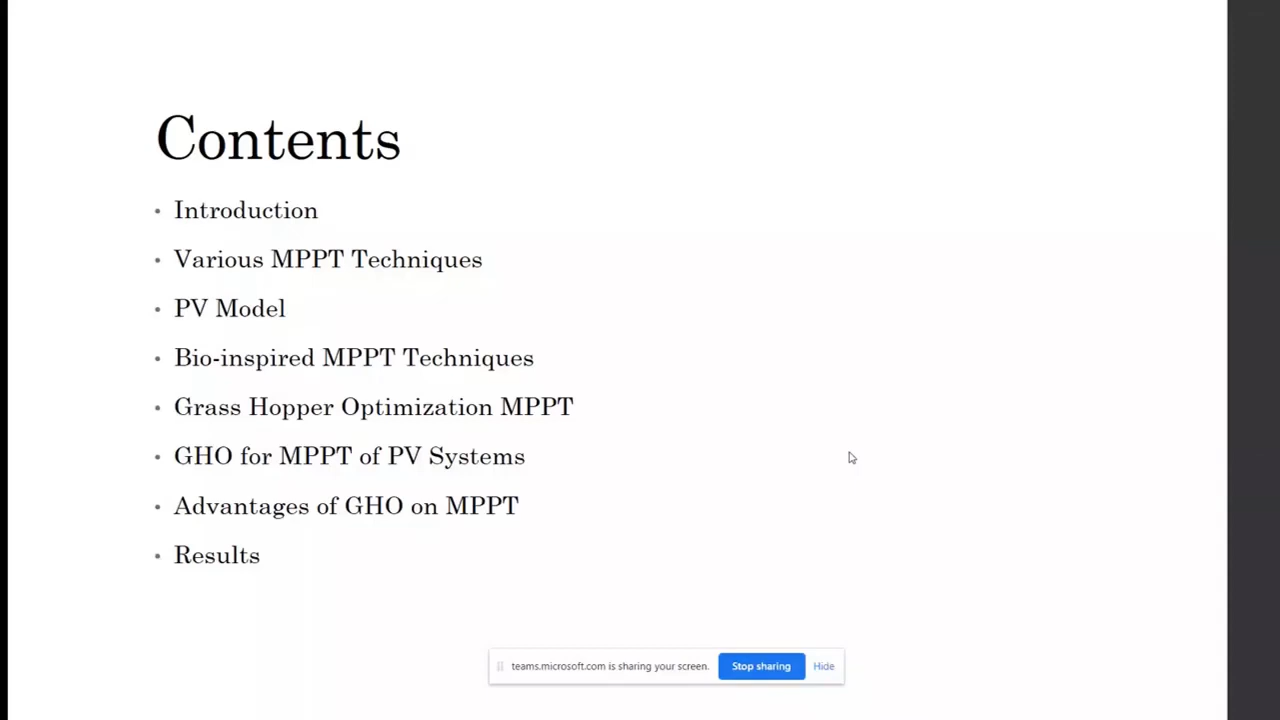 Contents
• Introduction
• Various MPPT Techniques
• PV Model
• Bio-inspired MPPT Techniques
• Grass Hopper Optimization MPPT
• GHO for MPPT of PV Systems
• Advantages of GHO on MPPT
• Results
teams.microsoft.com is sharing your screen. Stop sharing Hide